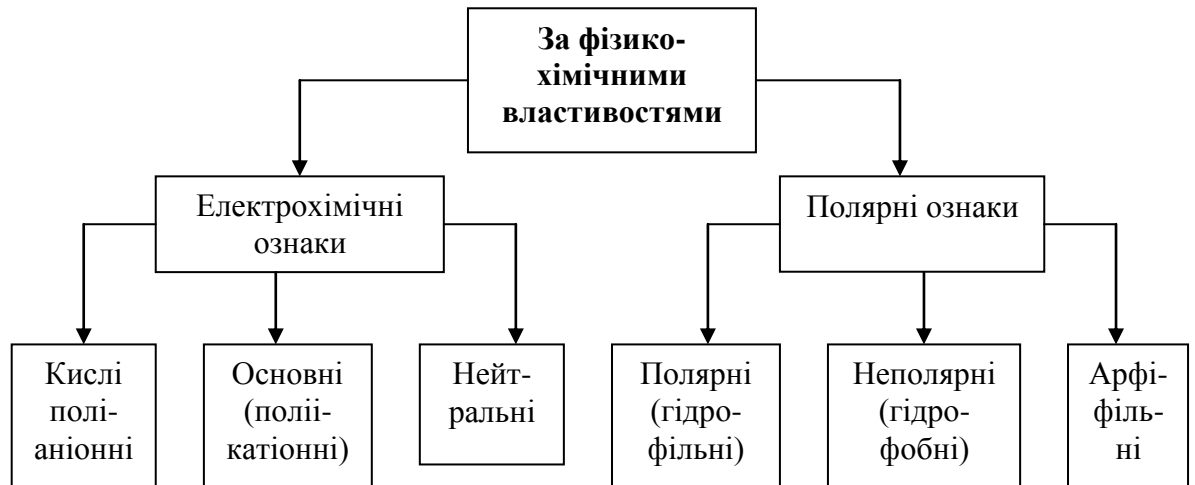 За фізико-
хімічними
властивостями
Електрохімічні
ознаки
Полярні ознаки
Кислі
полі-
аніонні
Основні
(поліі-
катіонні)
Нейт-
ральні
Полярні
(гідро-
фільні)
Неполярні
(гідро-
фобні)
Арфі-
філь-
ні